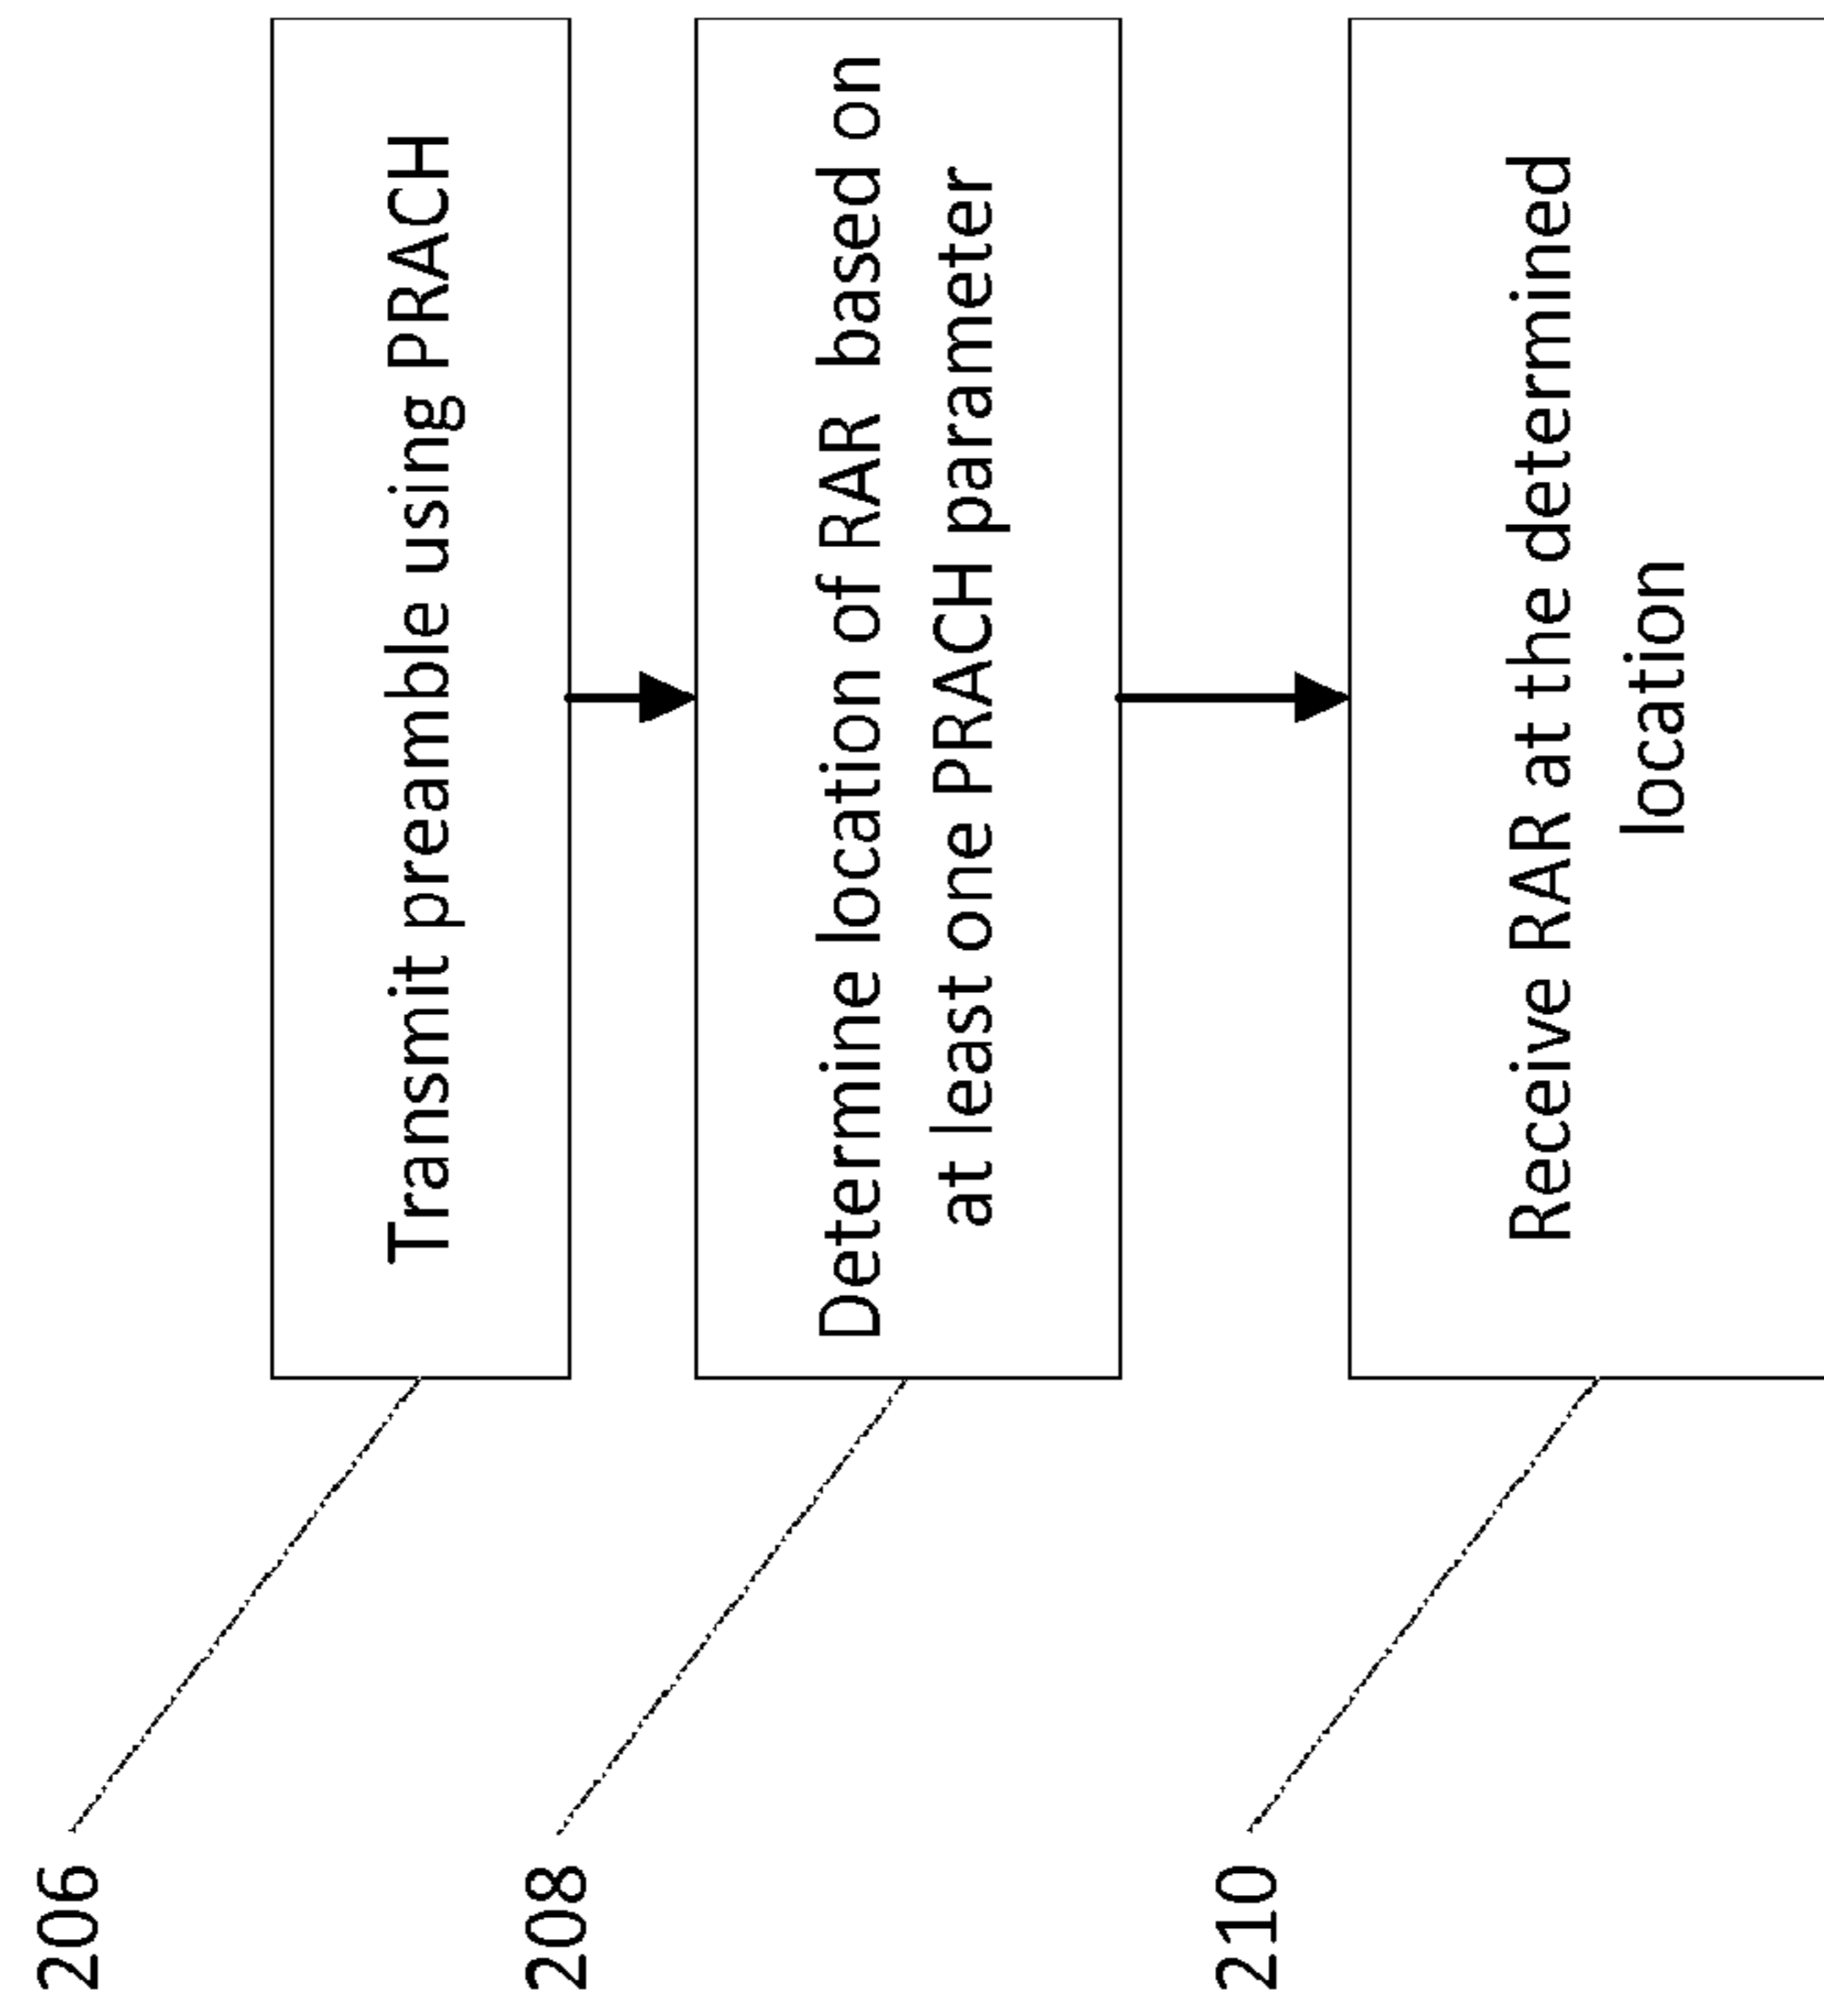 206
Transmit preamble using PRACH
208
Determine location of RAR based on
at least one PRACH parameter
210
Receive RAR at the determined
location